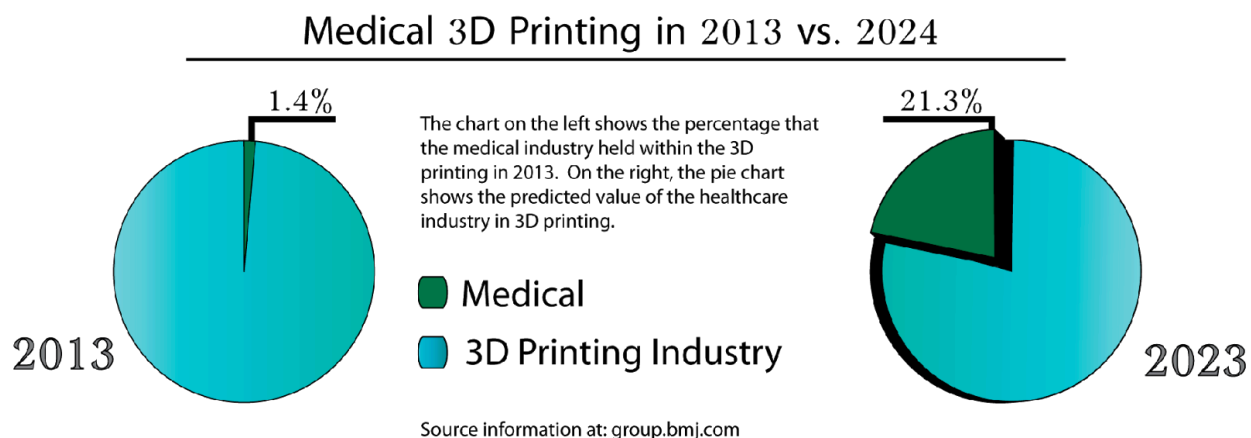 Medical 3D Printing in 2013 vs. 2024
1.4%
21.3%
The chart on the left shows the percentage that
the medical industry held within the 3D
printing in 2013. On the right, the pie chart
shows the predicted value of the healthcare
industry in 3D printing.
Medical
3D Printing Industry
2013
2023
Source information at: group.bmj.com